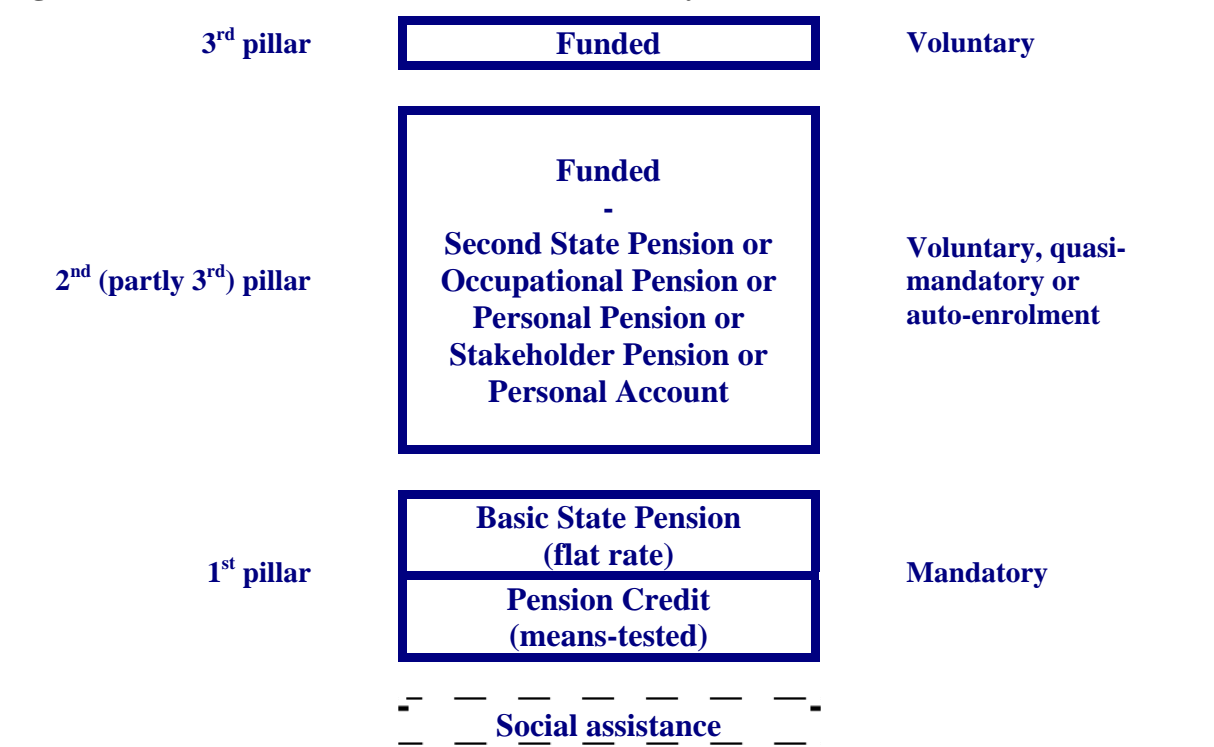 3rd pillar
Funded
Voluntary
Funded
-
Second State Pension or
Occupational Pension or
Personal Pension or
Stakeholder Pension or
Personal Account
2nd (partly 3rd) pillar
Voluntary, quasi-
mandatory or
auto-enrolment
Basic State Pension
(flat rate)
1st pillar
Mandatory
Pension Credit
(means-tested)
Social assistance